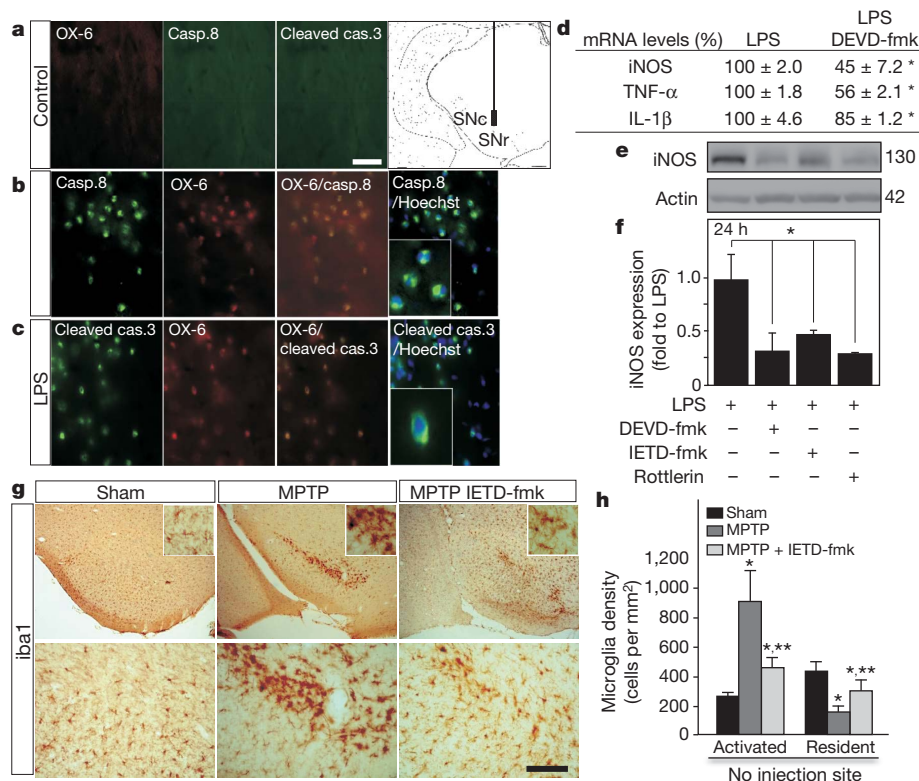 a
Control
OX-6
Casp.8
Cleaved cas.3
SNc
SNr
b
Casp.8
OX-6
OX-6/casp.8
Casp.8
/Hoechst
c
LPS
Cleaved cas.3
OX-6
OX-6/
cleaved cas.3
Cleaved cas.3
/Hoechst
d
mRNA levels (%) LPS LPS
DEVD-fmk
iNOS 100 ± 2.0 45 ± 7.2 *
TNF-α 100 ± 1.8 56 ± 2.1 *
IL-1β 100 ± 4.6 85 ± 1.2 *
e
iNOS 130
Actin 42
f
24 h
*
iNOS expression
(fold to LPS)
1.0
0.5
0
LPS + + + +
DEVD-fmk – + – –
IETD-fmk – – + –
Rottlerin – – – +
g
Sham MPTP MPTP IETD-fmk
iba1
h
Sham
MPTP
MPTP + IETD-fmk
Microglia density
(cells per mm²)
1,200
1,000
800
600
400
200
0
*
*,**
*
*,**
Activated Resident
No injection site